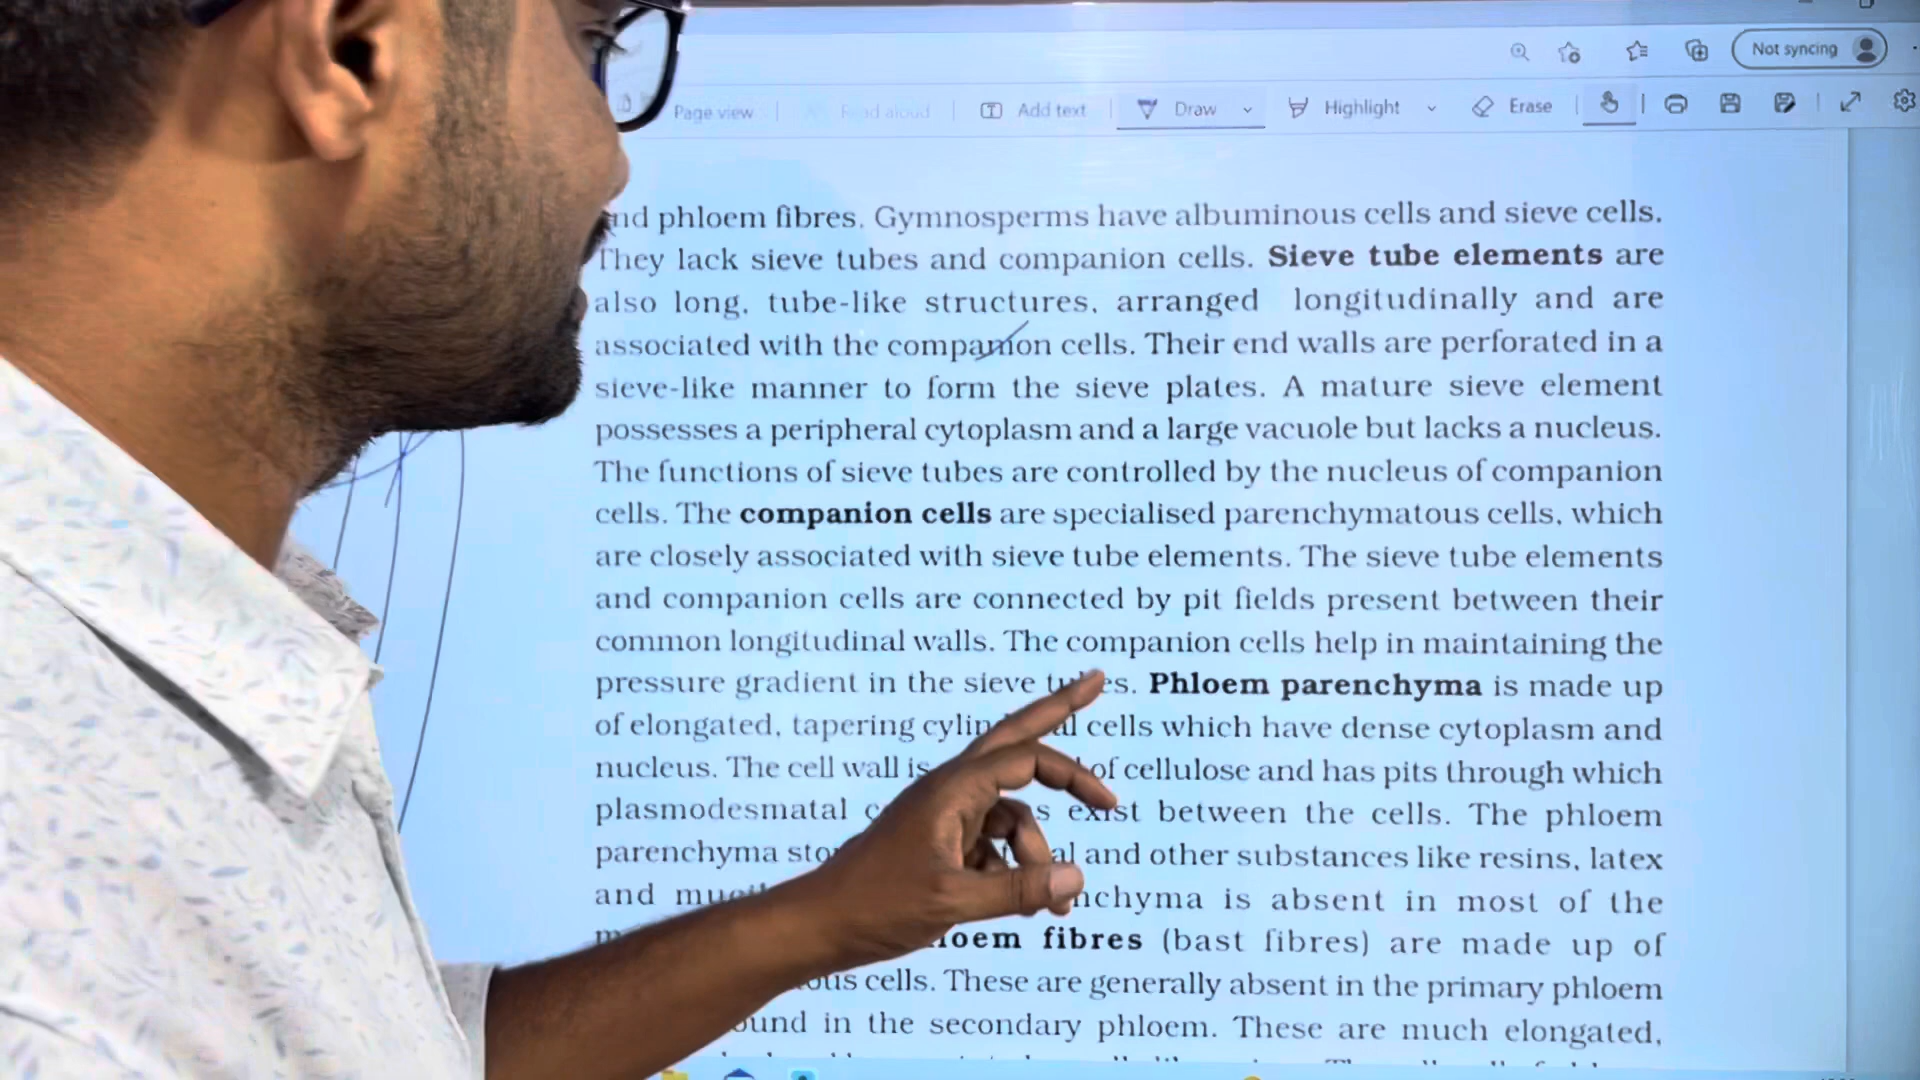 Not syncing
Page view Read aloud Add text Draw Highlight Erase
nd phloem fibres. Gymnosperms have albuminous cells and sieve cells.
They lack sieve tubes and companion cells. Sieve tube elements are
also long, tube-like structures, arranged longitudinally and are
associated with the companion cells. Their end walls are perforated in a
sieve-like manner to form the sieve plates. A mature sieve element
possesses a peripheral cytoplasm and a large vacuole but lacks a nucleus.
The functions of sieve tubes are controlled by the nucleus of companion
cells. The companion cells are specialised parenchymatous cells, which
are closely associated with sieve tube elements. The sieve tube elements
and companion cells are connected by pit fields present between their
common longitudinal walls. The companion cells help in maintaining the
pressure gradient in the sieve tubes. Phloem parenchyma is made up
of elongated, tapering cells which have dense cytoplasm and
nucleus. The cell wall is of cellulose and has pits through which
plasmodesmatal exist between the cells. The phloem
parenchyma and other substances like resins, latex
and is absent in most of the
fibres (bast fibres) are made up of
cells. These are generally absent in the primary phloem
in the secondary phloem. These are much elongated,